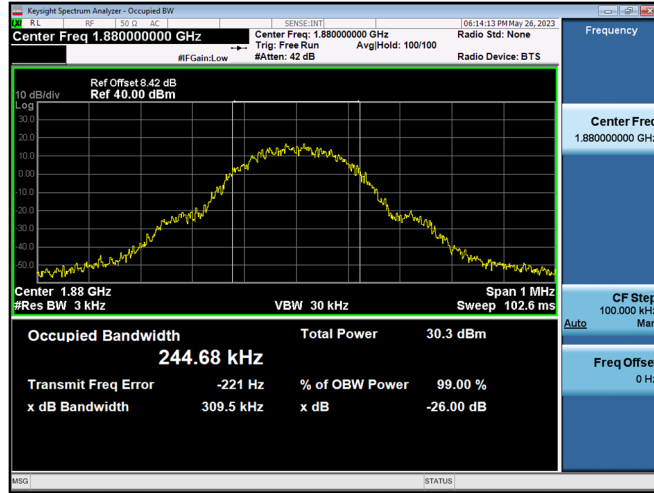 Keysight Spectrum Analyzer - Occupied BW
RL RF 50 Ω AC SENSE:INT 06:14:13 PM May 26, 2023
Center Freq 1.880000000 GHz
Center Freq: 1.880000000 GHz Radio Std: None
Trig: Free Run Avg|Hold: 100/100
#IFGain:Low #Atten: 42 dB Radio Device: BTS
Ref Offset 8.42 dB
10 dB/div Ref 40.00 dBm
Log
30.0
20.0
10.0
0.00
-10.0
-20.0
-30.0
-40.0
-50.0
Center 1.88 GHz Span 1 MHz
#Res BW 3 kHz VBW 30 kHz Sweep 102.6 ms
Occupied Bandwidth Total Power 30.3 dBm
244.68 kHz
Transmit Freq Error -221 Hz % of OBW Power 99.00 %
x dB Bandwidth 309.5 kHz x dB -26.00 dB
MSG STATUS
Frequency
Center Freq
1.880000000 GHz
CF Step
100.000 kHz
Auto Man
Freq Offset
0 Hz